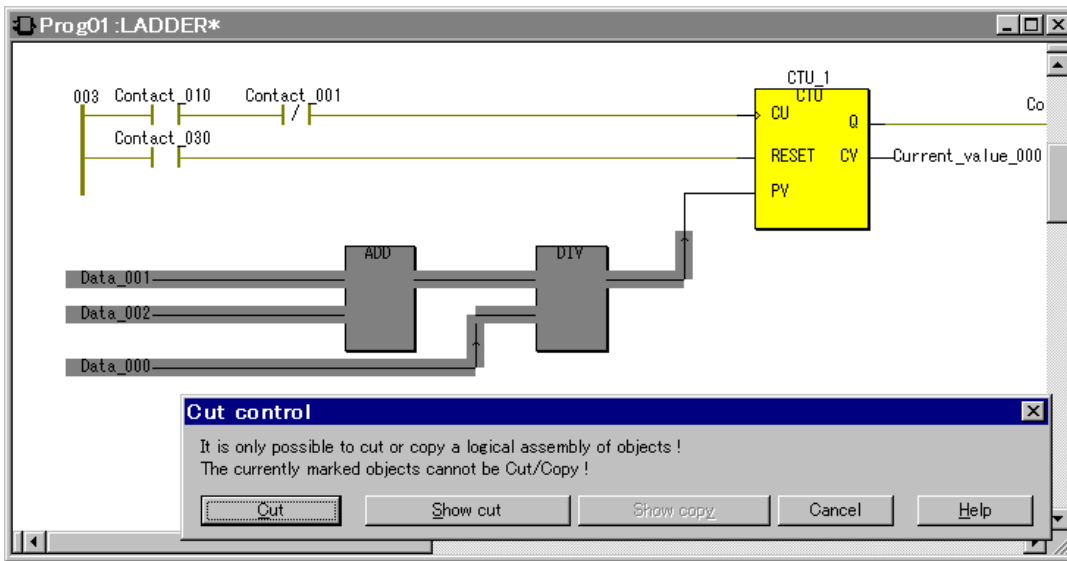 Prog01:LADDER*
003 Contact_010 Contact_001
Contact_030
CTU_1
CTU
CU Q
RESET CV
PV
Co
Current_value_000
ADD DIV
Data_001
Data_002
Data_000
Cut control
It is only possible to cut or copy a logical assembly of objects !
The currently marked objects cannot be Cut/Copy !
Cut Show cut Show copy Cancel Help